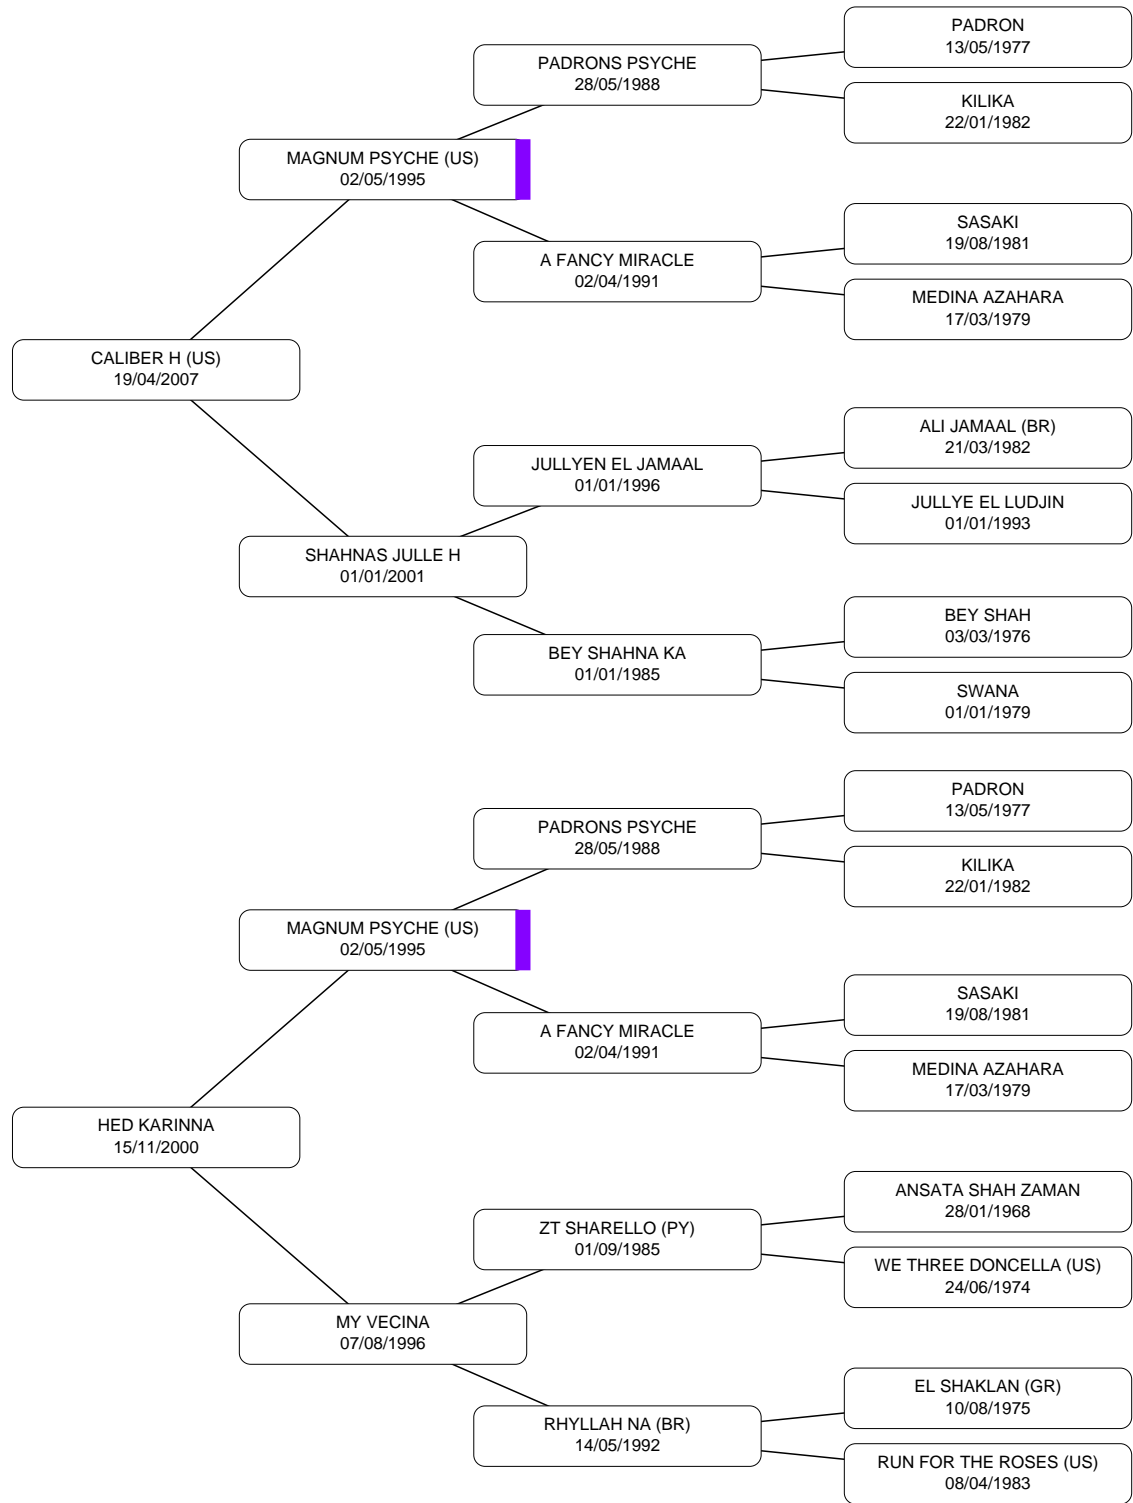 PADRON
13/05/1977
PADRONS PSYCHE
28/05/1988
KILIKA
22/01/1982
MAGNUM PSYCHE (US)
02/05/1995
SASAKI
19/08/1981
A FANCY MIRACLE
02/04/1991
MEDINA AZAHARA
17/03/1979
CALIBER H (US)
19/04/2007
ALI JAMAAL (BR)
21/03/1982
JULLYEN EL JAMAAL
01/01/1996
JULLYE EL LUDJIN
01/01/1993
SHAHNAS JULLE H
01/01/2001
BEY SHAH
03/03/1976
BEY SHAHNA KA
01/01/1985
SWANA
01/01/1979
PADRON
13/05/1977
PADRONS PSYCHE
28/05/1988
KILIKA
22/01/1982
MAGNUM PSYCHE (US)
02/05/1995
SASAKI
19/08/1981
A FANCY MIRACLE
02/04/1991
MEDINA AZAHARA
17/03/1979
HED KARINNA
15/11/2000
ANSATA SHAH ZAMAN
28/01/1968
ZT SHARELLO (PY)
01/09/1985
WE THREE DONCELLA (US)
24/06/1974
MY VECINA
07/08/1996
EL SHAKLAN (GR)
10/08/1975
RHYLLAH NA (BR)
14/05/1992
RUN FOR THE ROSES (US)
08/04/1983